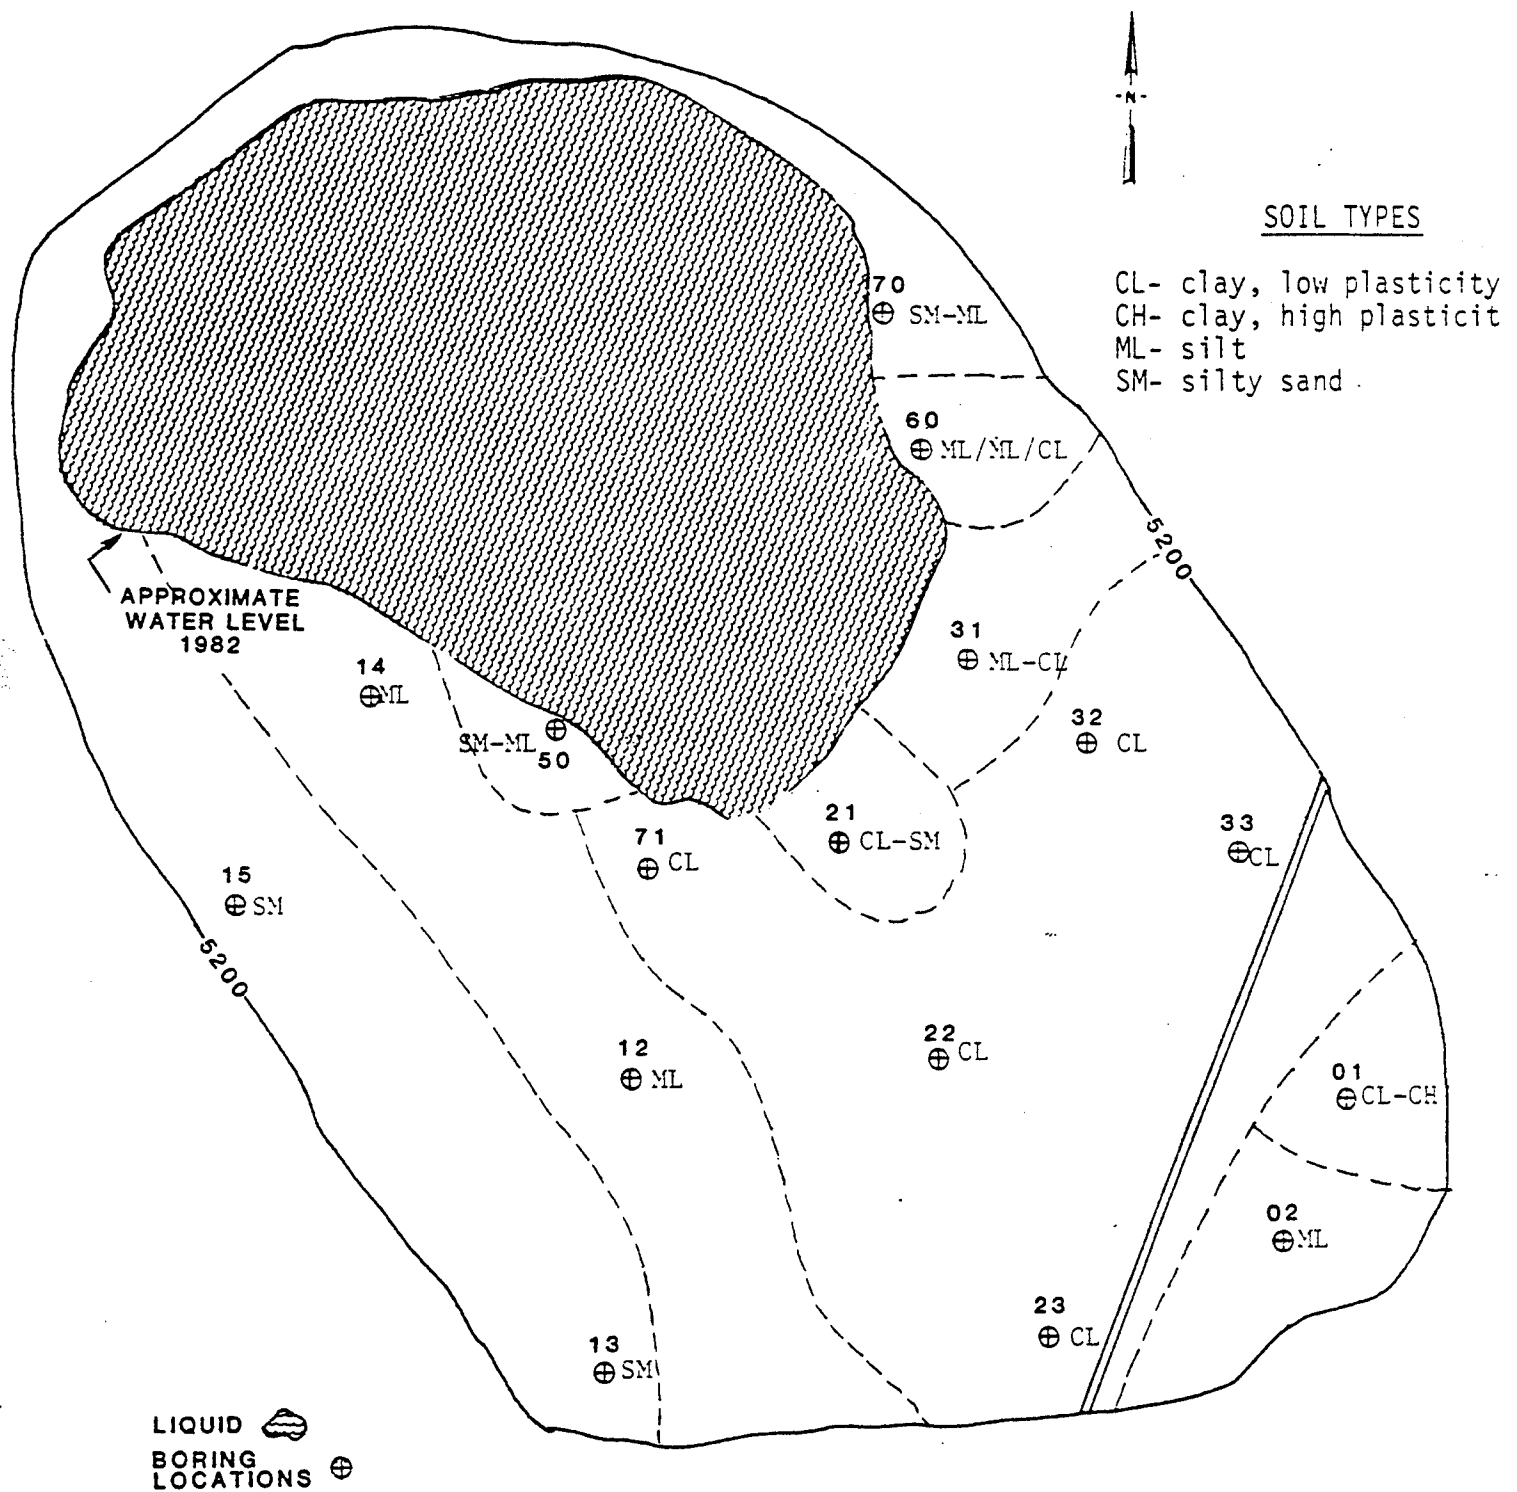 -N-
SOIL TYPES
CL- clay, low plasticity
CH- clay, high plasticit
ML- silt
SM- silty sand
70
SM-ML
60
ML/ML/CL
5200
APPROXIMATE
WATER LEVEL
1982
31
ML-CL
14
ML
32
CL
SM-ML
50
21
CL-SM
33
CL
71
CL
15
SM
5200
22
CL
12
ML
01
CL-CH
02
ML
23
CL
13
SM
LIQUID
BORING
LOCATIONS